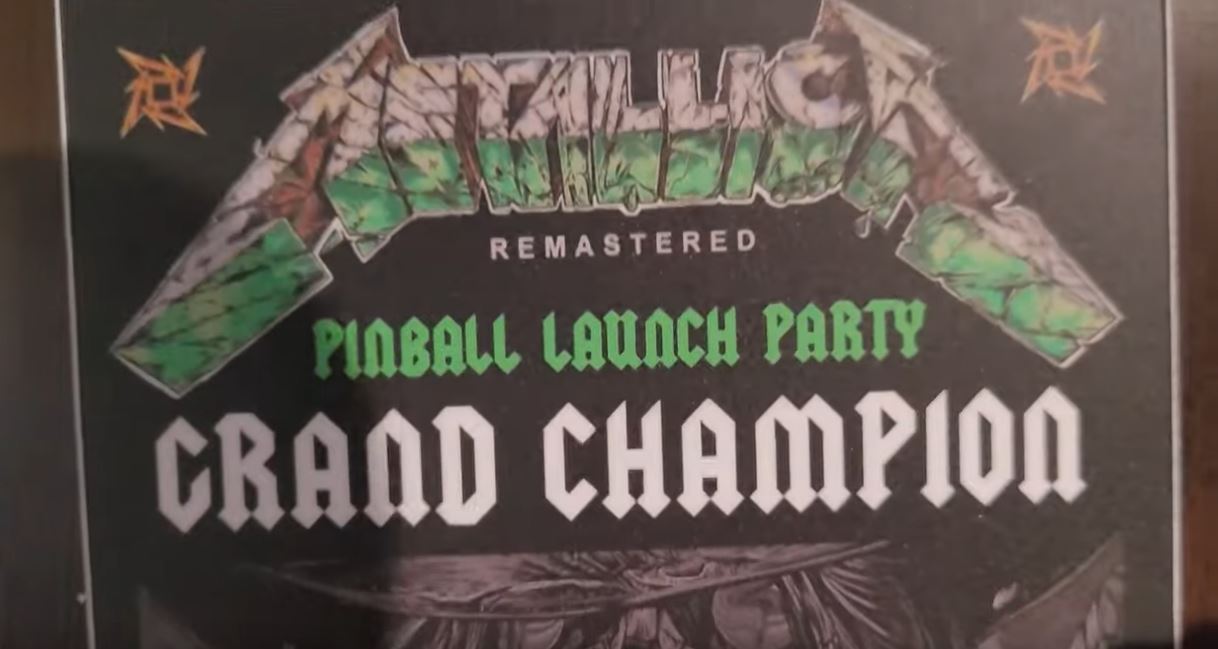 METALLICA
REMASTERED
PINBALL LAUNCH PARTY
GRAND CHAMPION